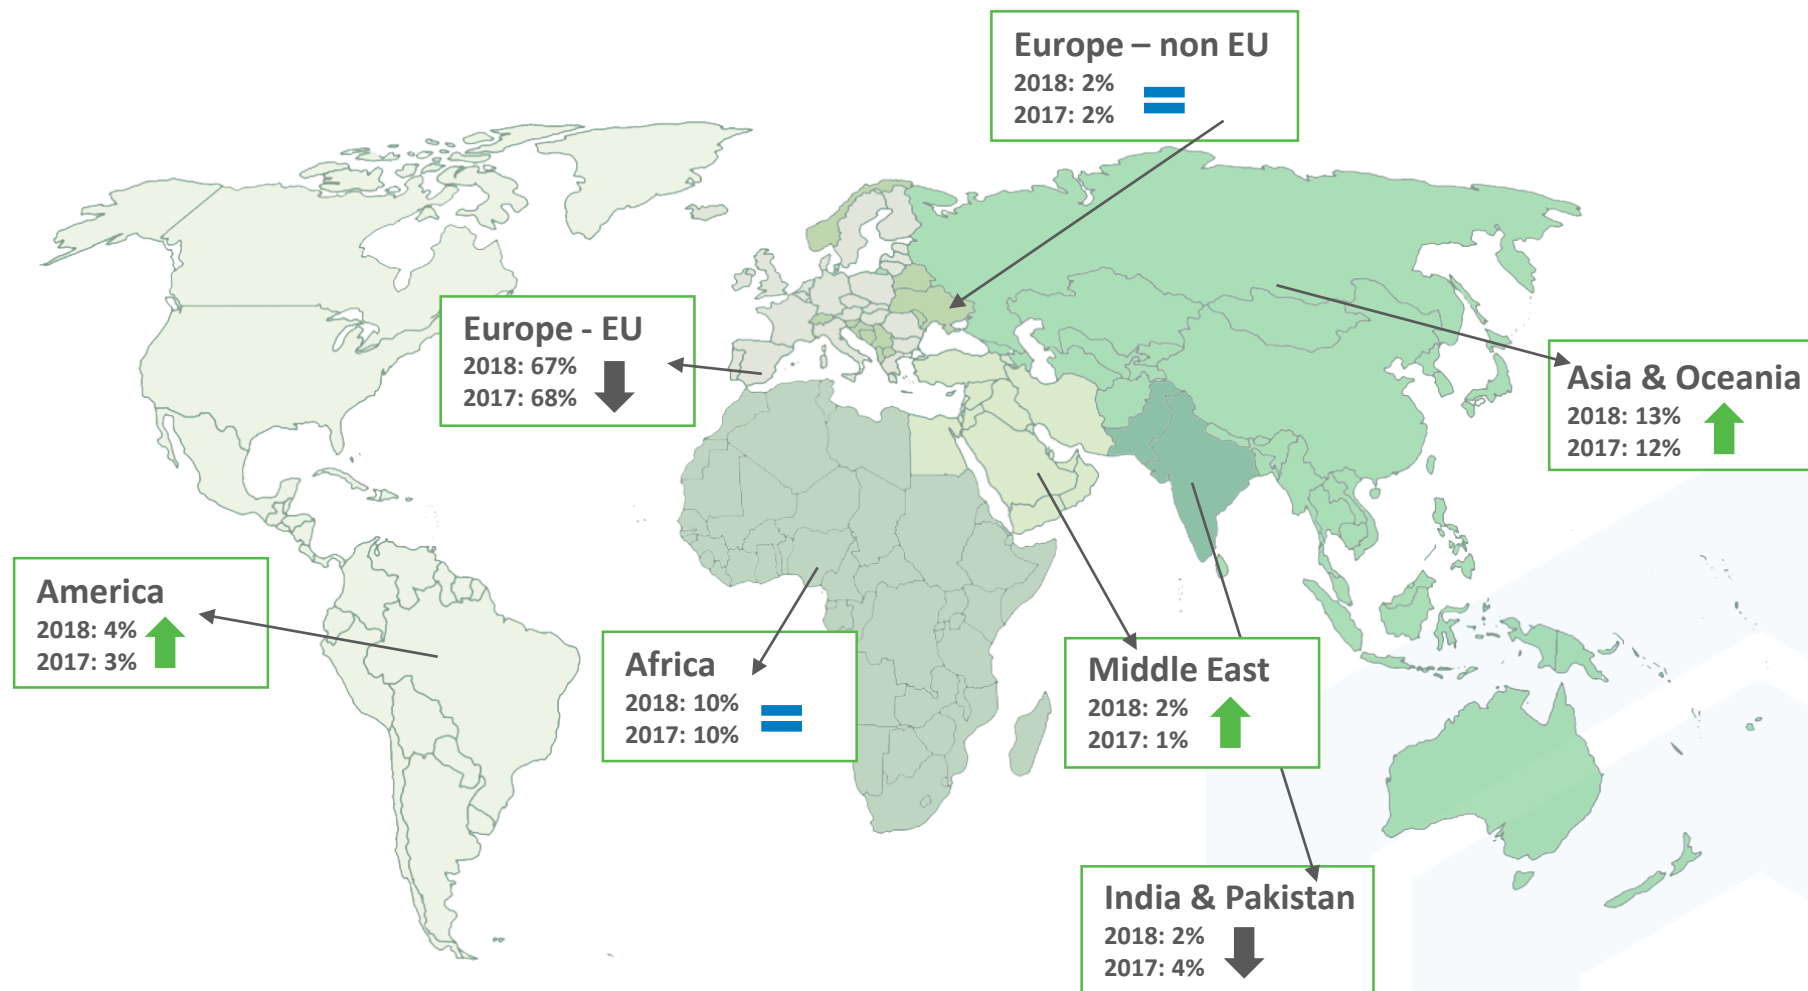 Europe – non EU
2018: 2%
2017: 2%
Europe - EU
2018: 67%
2017: 68%
Asia & Oceania
2018: 13%
2017: 12%
America
2018: 4%
2017: 3%
Africa
2018: 10%
2017: 10%
Middle East
2018: 2%
2017: 1%
India & Pakistan
2018: 2%
2017: 4%